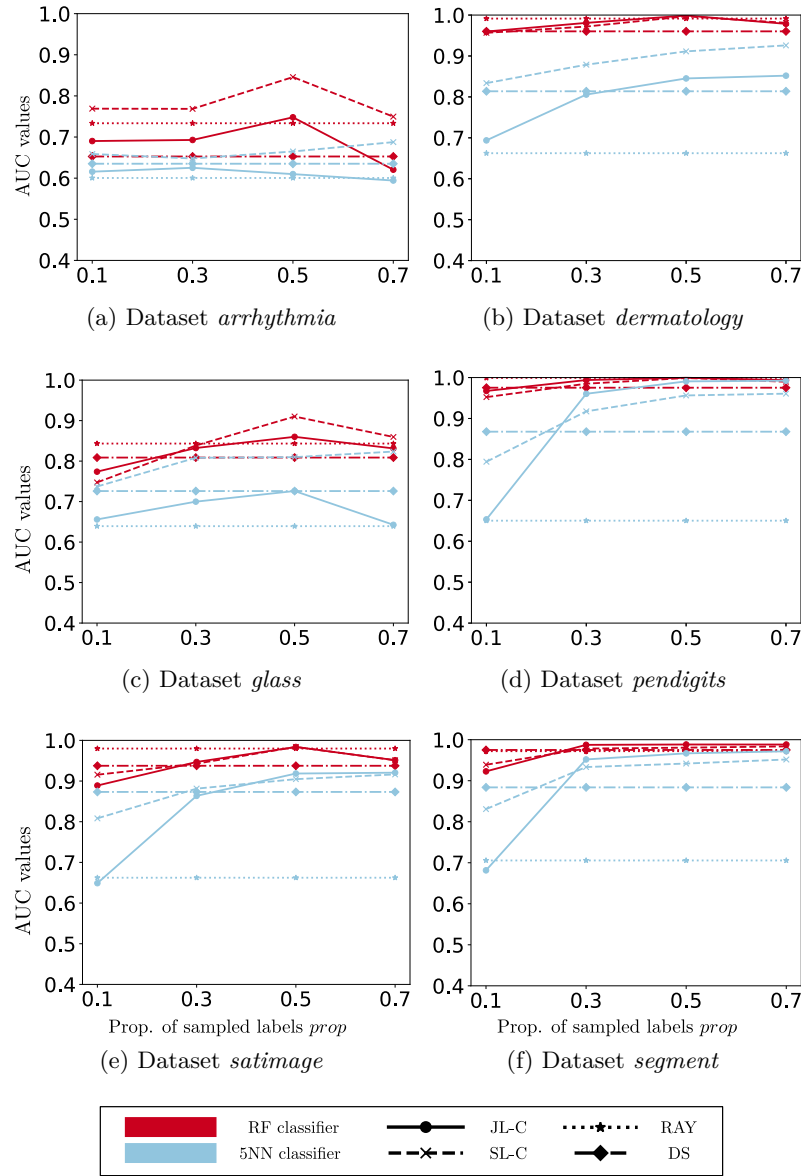 1.0
0.9
0.8
0.7
0.6
0.5
0.4
AUC values
0.1 0.3 0.5 0.7
(a) Dataset arrhythmia
1.0
0.9
0.8
0.7
0.6
0.5
0.4
0.1 0.3 0.5 0.7
(b) Dataset dermatology
1.0
0.9
0.8
0.7
0.6
0.5
0.4
AUC values
0.1 0.3 0.5 0.7
(c) Dataset glass
1.0
0.9
0.8
0.7
0.6
0.5
0.4
0.1 0.3 0.5 0.7
(d) Dataset pendigits
1.0
0.9
0.8
0.7
0.6
0.5
0.4
AUC values
0.1 0.3 0.5 0.7
Prop. of sampled labels prop
(e) Dataset satimage
1.0
0.9
0.8
0.7
0.6
0.5
0.4
0.1 0.3 0.5 0.7
Prop. of sampled labels prop
(f) Dataset segment
RF classifier JL-C RAY
5NN classifier SL-C DS